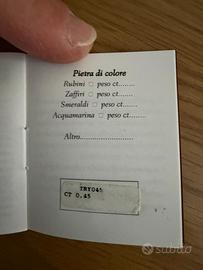 Pietra di colore
Rubini □ peso ct.......
Zaffiri □ peso ct.......
Smeraldi □ peso ct.......
Acquamarina □ peso ct.......
Altro........................
TRY045
CT 0.45
subito